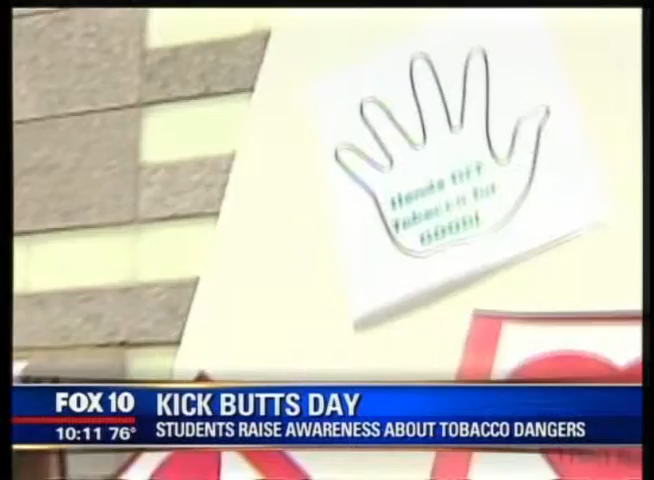 Hands OFF
Tobacco for
GOOD!
FOX 10
KICK BUTTS DAY
10:11 76°
STUDENTS RAISE AWARENESS ABOUT TOBACCO DANGERS